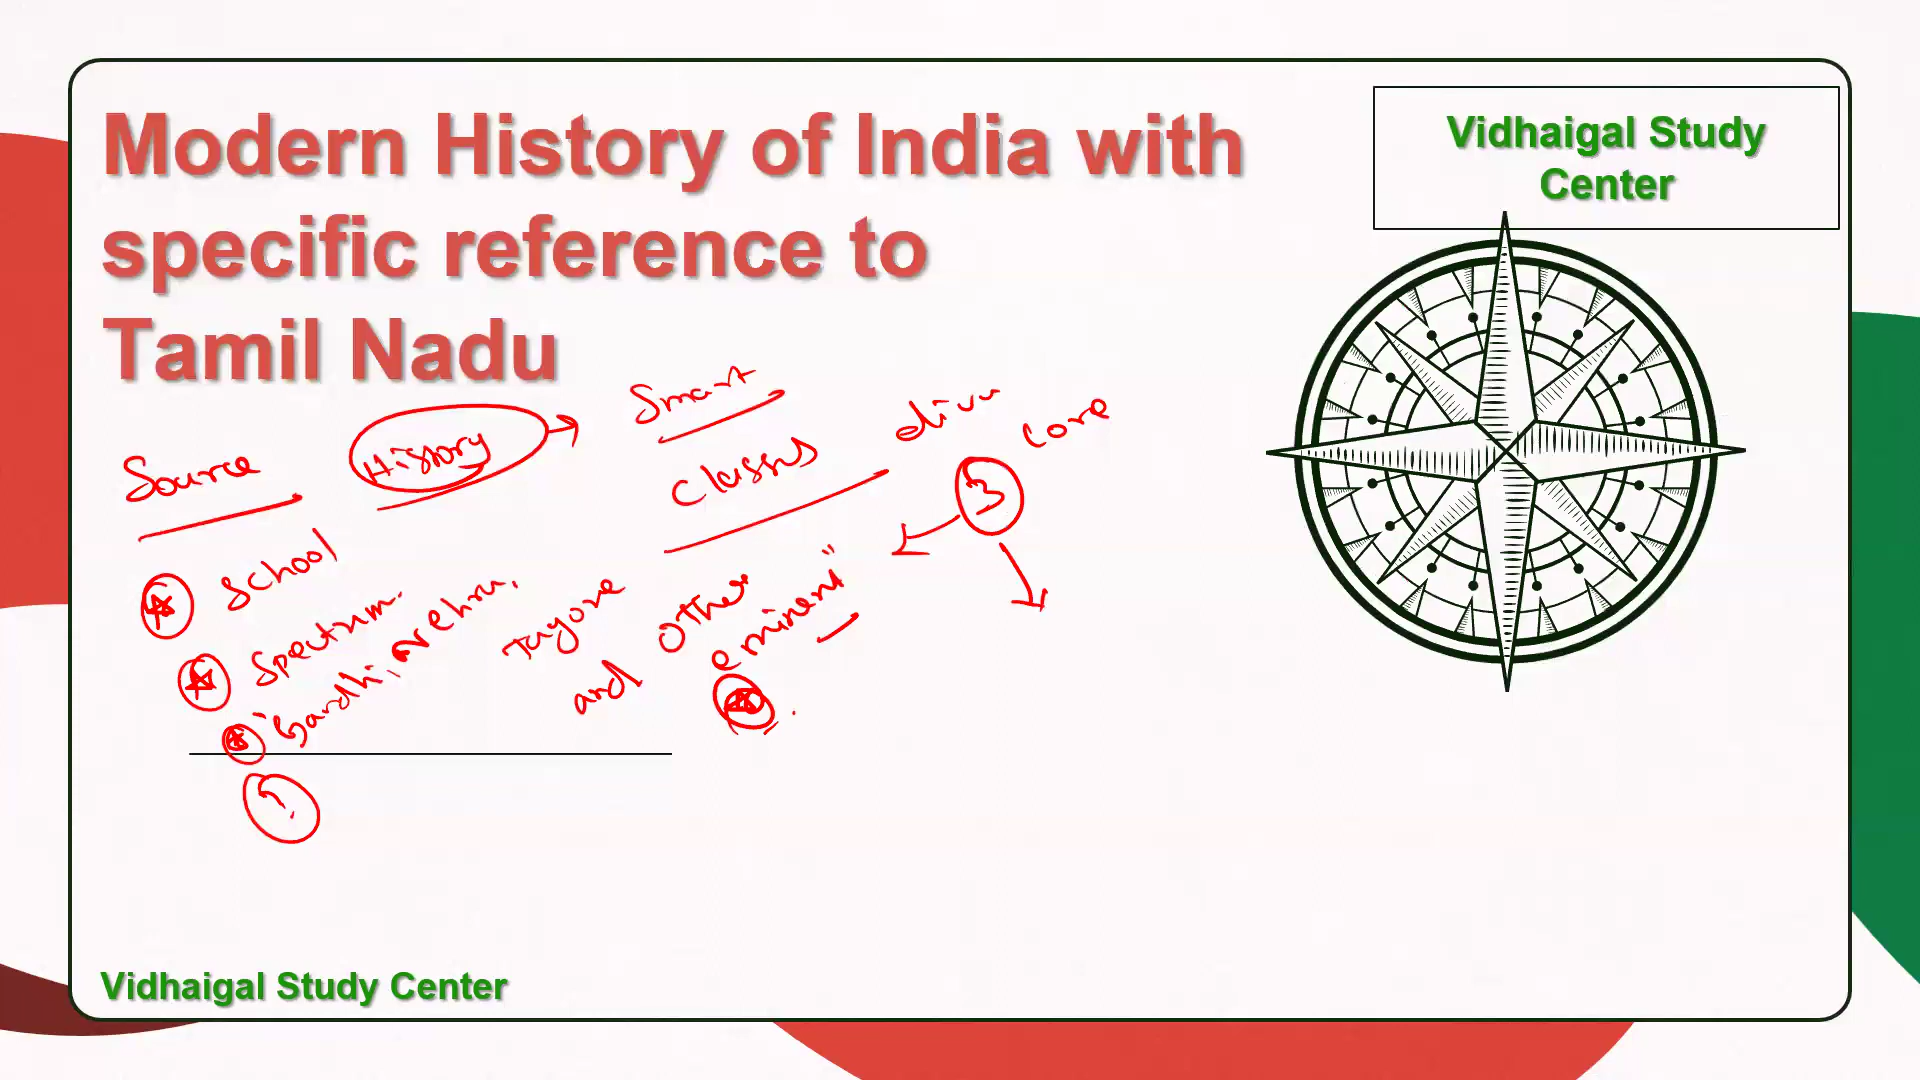 Modern History of India with
specific reference to
Tamil Nadu
Vidhaigal Study
Center
Smart
Classes
History
Source
Core
3
School
Spectrum.
"Gandhi, Nehru,
Tagore
and
Other
eminent"
?
Vidhaigal Study Center